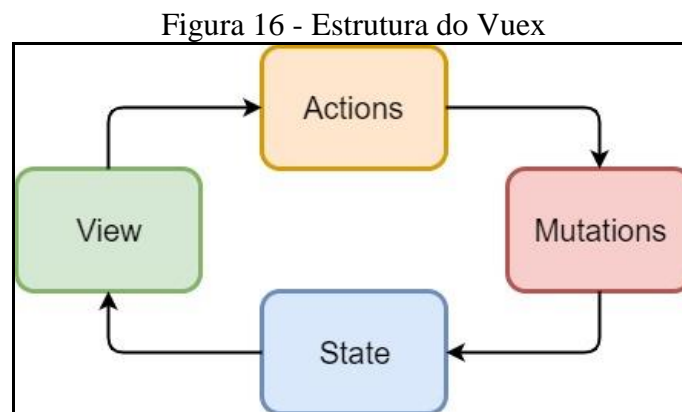 Figura 16 - Estrutura do Vuex
Actions
View
Mutations
State